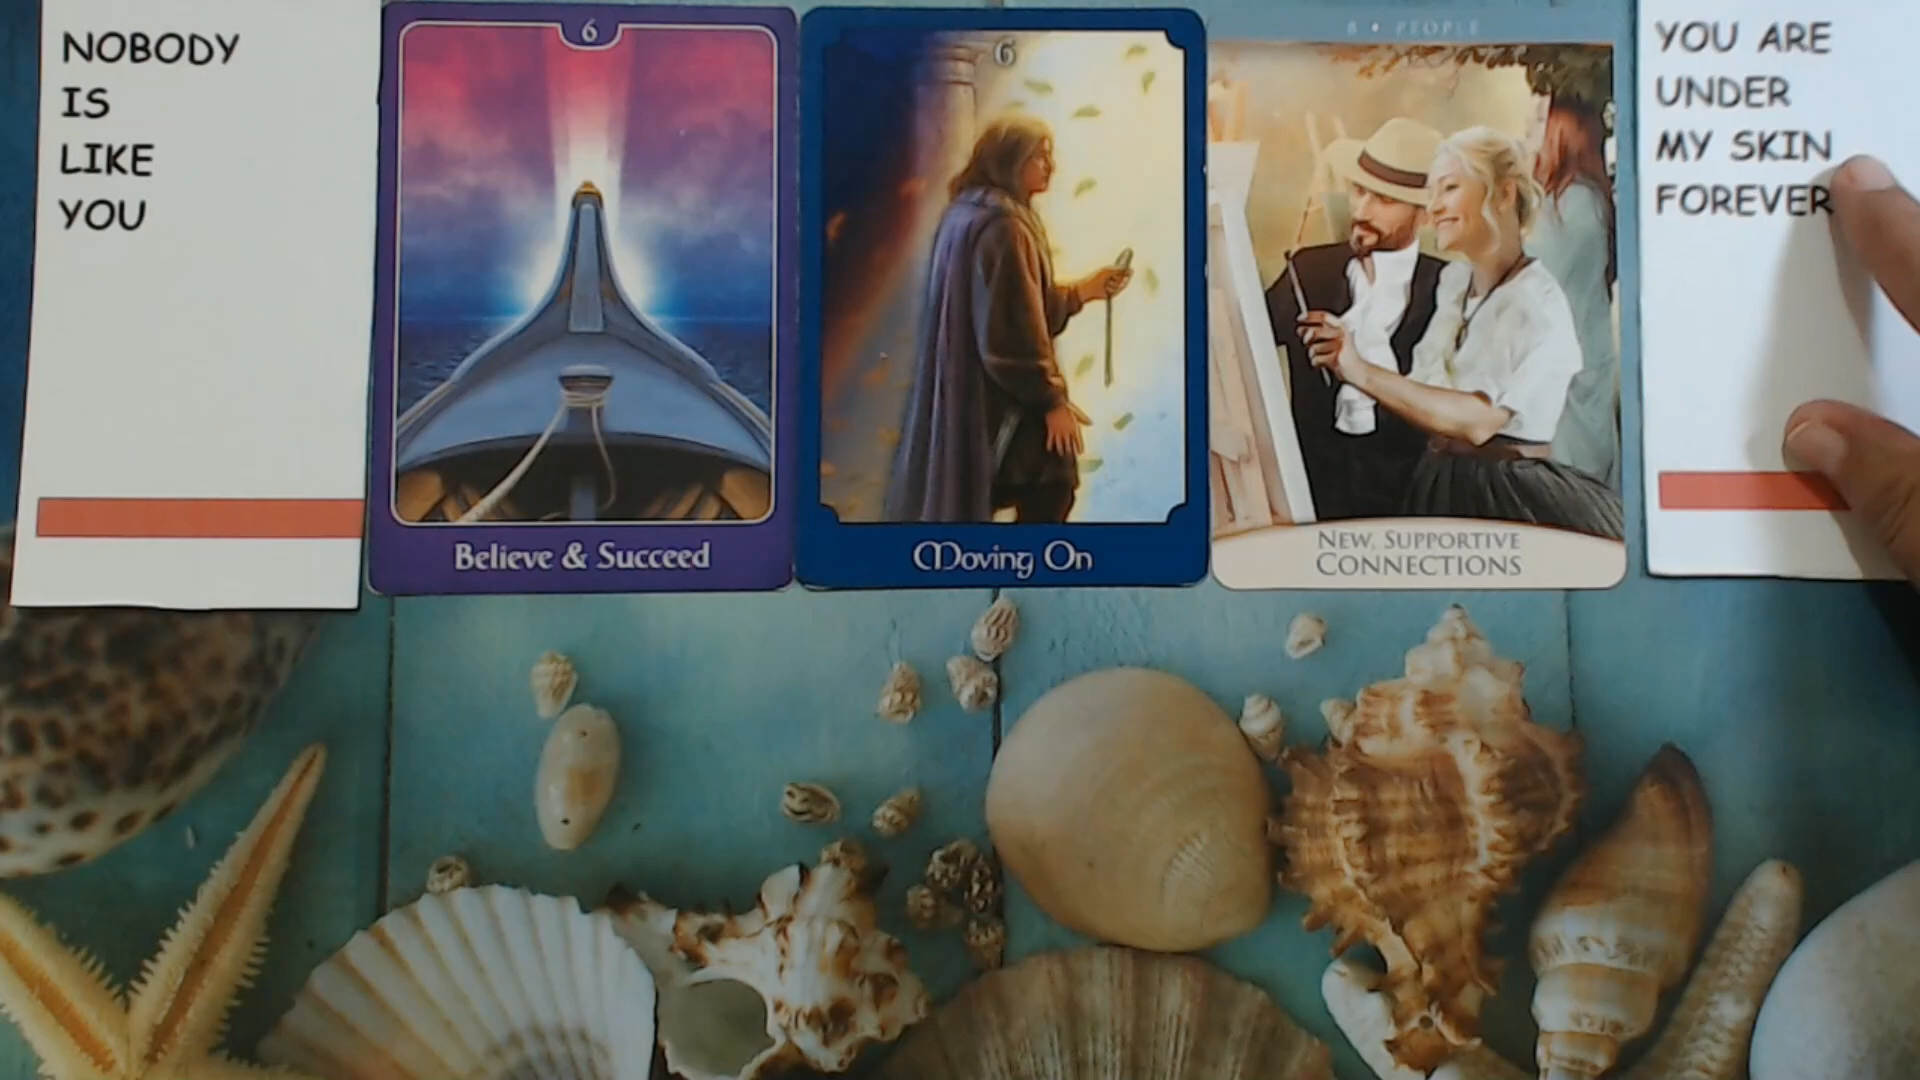 NOBODY
IS
LIKE
YOU
6
Believe & Succeed
6
Moving On
6 • PEOPLE
NEW, SUPPORTIVE
CONNECTIONS
YOU ARE
UNDER
MY SKIN
FOREVER